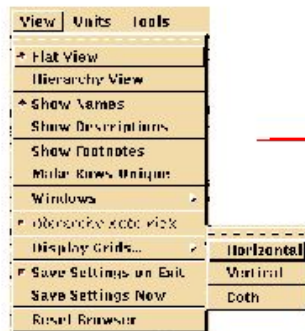 View Units Tools
Flat View
Hierarchy View
Show Names
Show Descriptions
Show Footnotes
Make Rows Unique
Windows
Display Grids...
Horizontal
Save Settings on Exit
Vertical
Save Settings Now
Both
Reset Browser